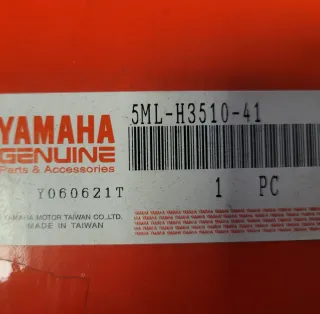 5ML-H3510-41
YAMAHA
GENUINE
Parts & Accessories
Y060621T
1 PC
YAMAHA MOTOR TAIWAN CO.,LTD.
MADE IN TAIWAN